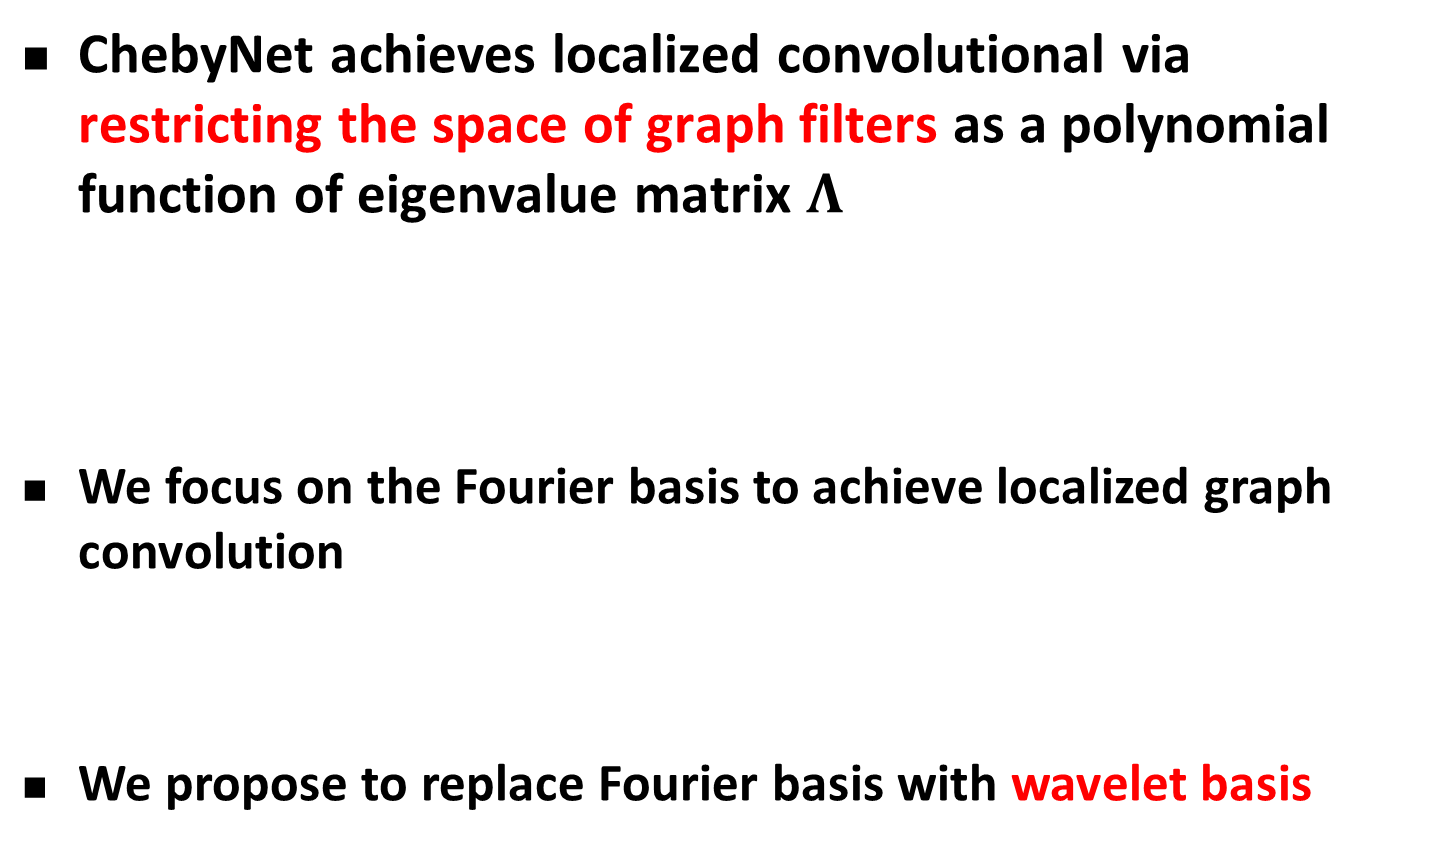 ▪ ChebyNet achieves localized convolutional via
restricting the space of graph filters as a polynomial
function of eigenvalue matrix Λ
▪ We focus on the Fourier basis to achieve localized graph
convolution
▪ We propose to replace Fourier basis with wavelet basis